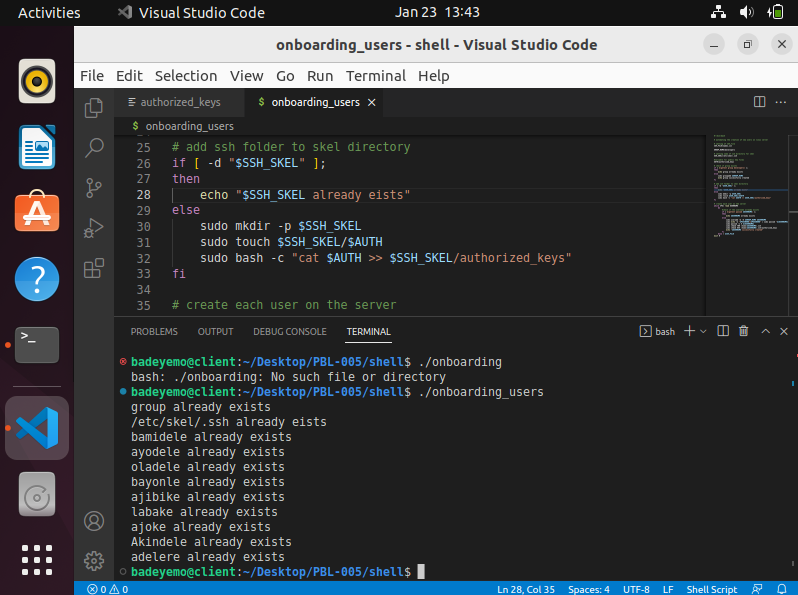 Activities
Visual Studio Code
Jan 23 13:43
onboarding_users - shell - Visual Studio Code
File Edit Selection View Go Run Terminal Help
authorized_keys
$ onboarding_users
$ onboarding_users
25 # add ssh folder to skel directory
26 if [ -d "$SSH_SKEL" ];
27 then
28 echo "$SSH_SKEL already eists"
29 else
30 sudo mkdir -p $SSH_SKEL
31 sudo touch $SSH_SKEL/$AUTH
32 sudo bash -c "cat $AUTH >> $SSH_SKEL/authorized_keys"
33 fi
34
35 # create each user on the server
PROBLEMS OUTPUT DEBUG CONSOLE TERMINAL
bash
badeyemo@client:~/Desktop/PBL-005/shell$ ./onboarding
bash: ./onboarding: No such file or directory
badeyemo@client:~/Desktop/PBL-005/shell$ ./onboarding_users
group already exists
/etc/skel/.ssh already eists
bamidele already exists
ayodele already exists
oladele already exists
bayonle already exists
ajibike already exists
labake already exists
ajoke already exists
Akindele already exists
adelere already exists
badeyemo@client:~/Desktop/PBL-005/shell$
0 0
Ln 28, Col 35 Spaces: 4 UTF-8 LF Shell Script